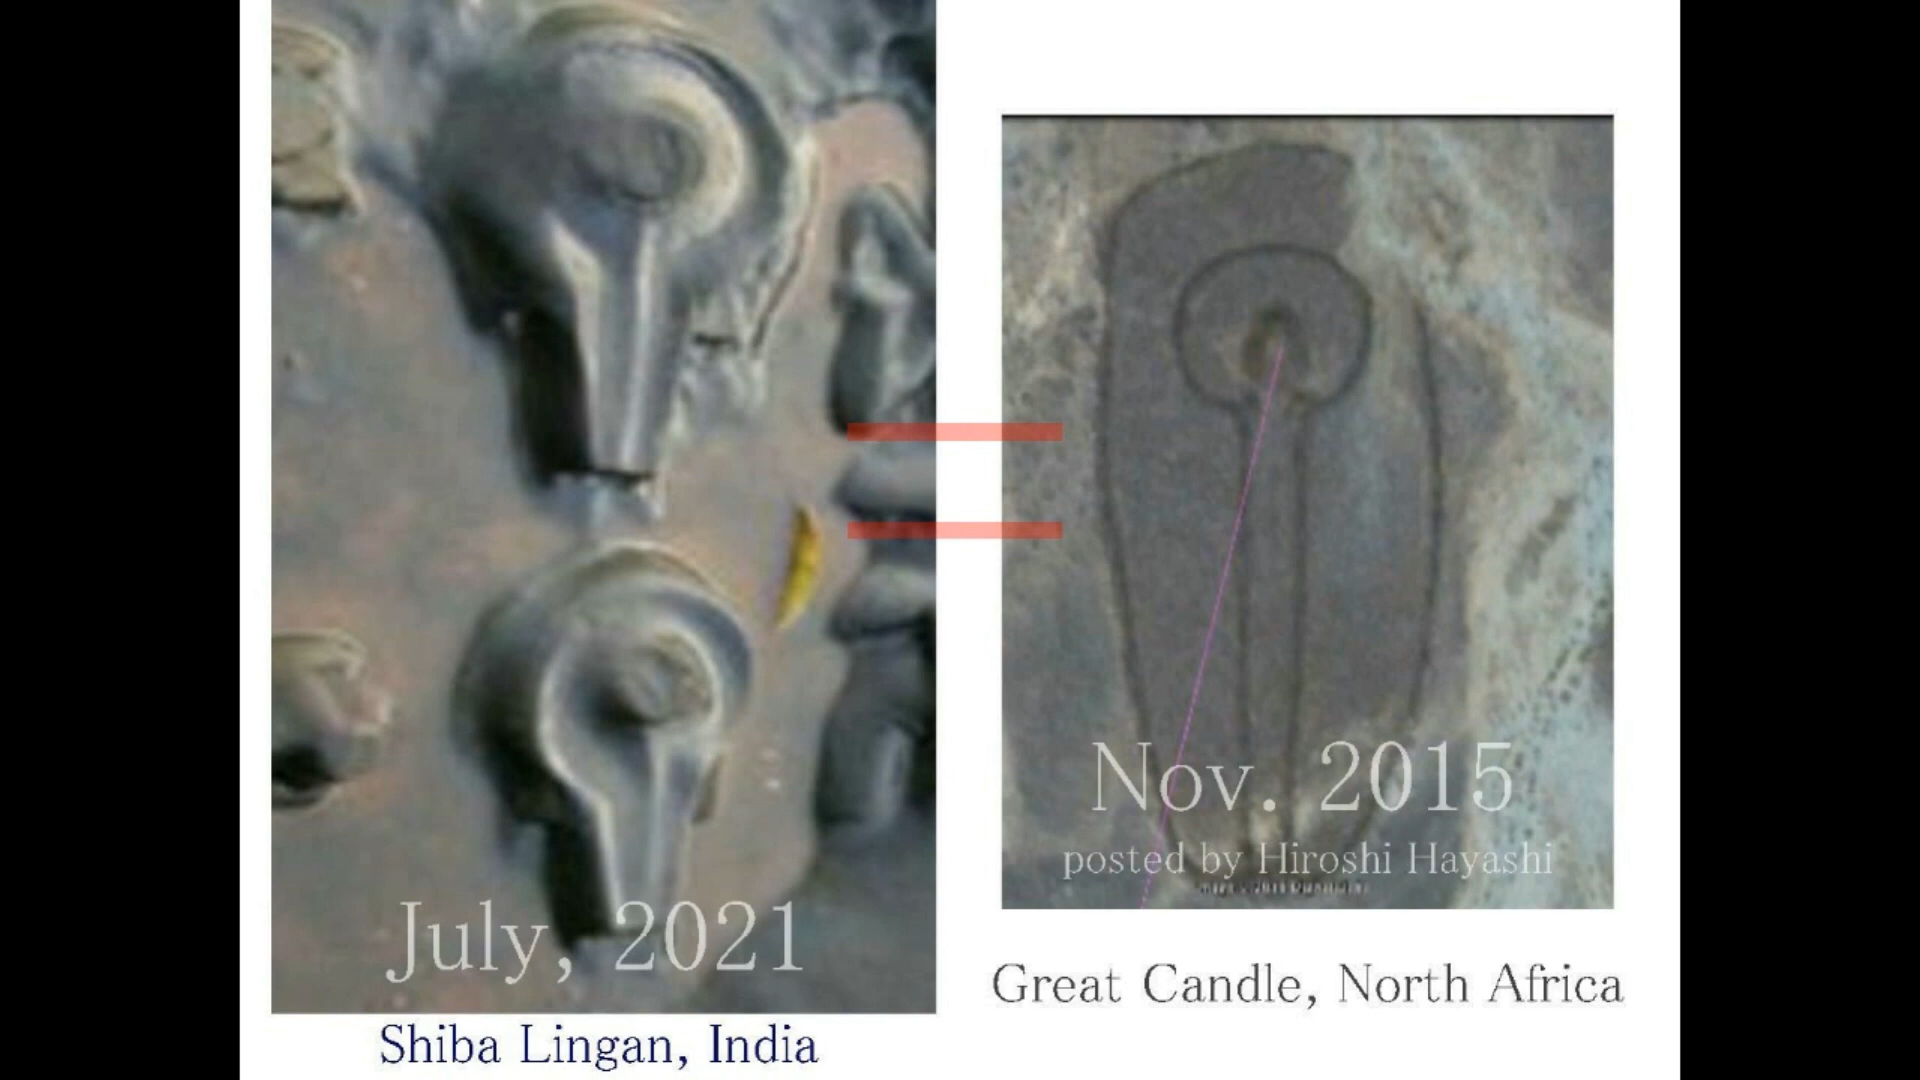 July, 2021
Shiba Lingan, India
Nov. 2015
posted by Hiroshi Hayashi
Great Candle, North Africa